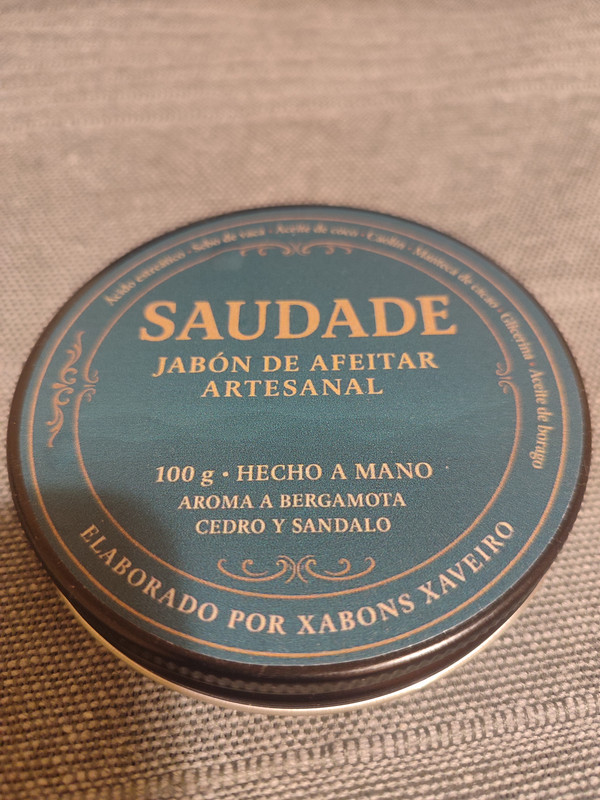 Ácido esteárico · Sebo de vaca · Aceite de coco · Caolín · Manteca de cacao · Glicerina · Aceite de borago
SAUDADE
JABÓN DE AFEITAR
ARTESANAL
100 g · HECHO A MANO
AROMA A BERGAMOTA
CEDRO Y SANDALO
ELABORADO POR XABONS XAVEIRO